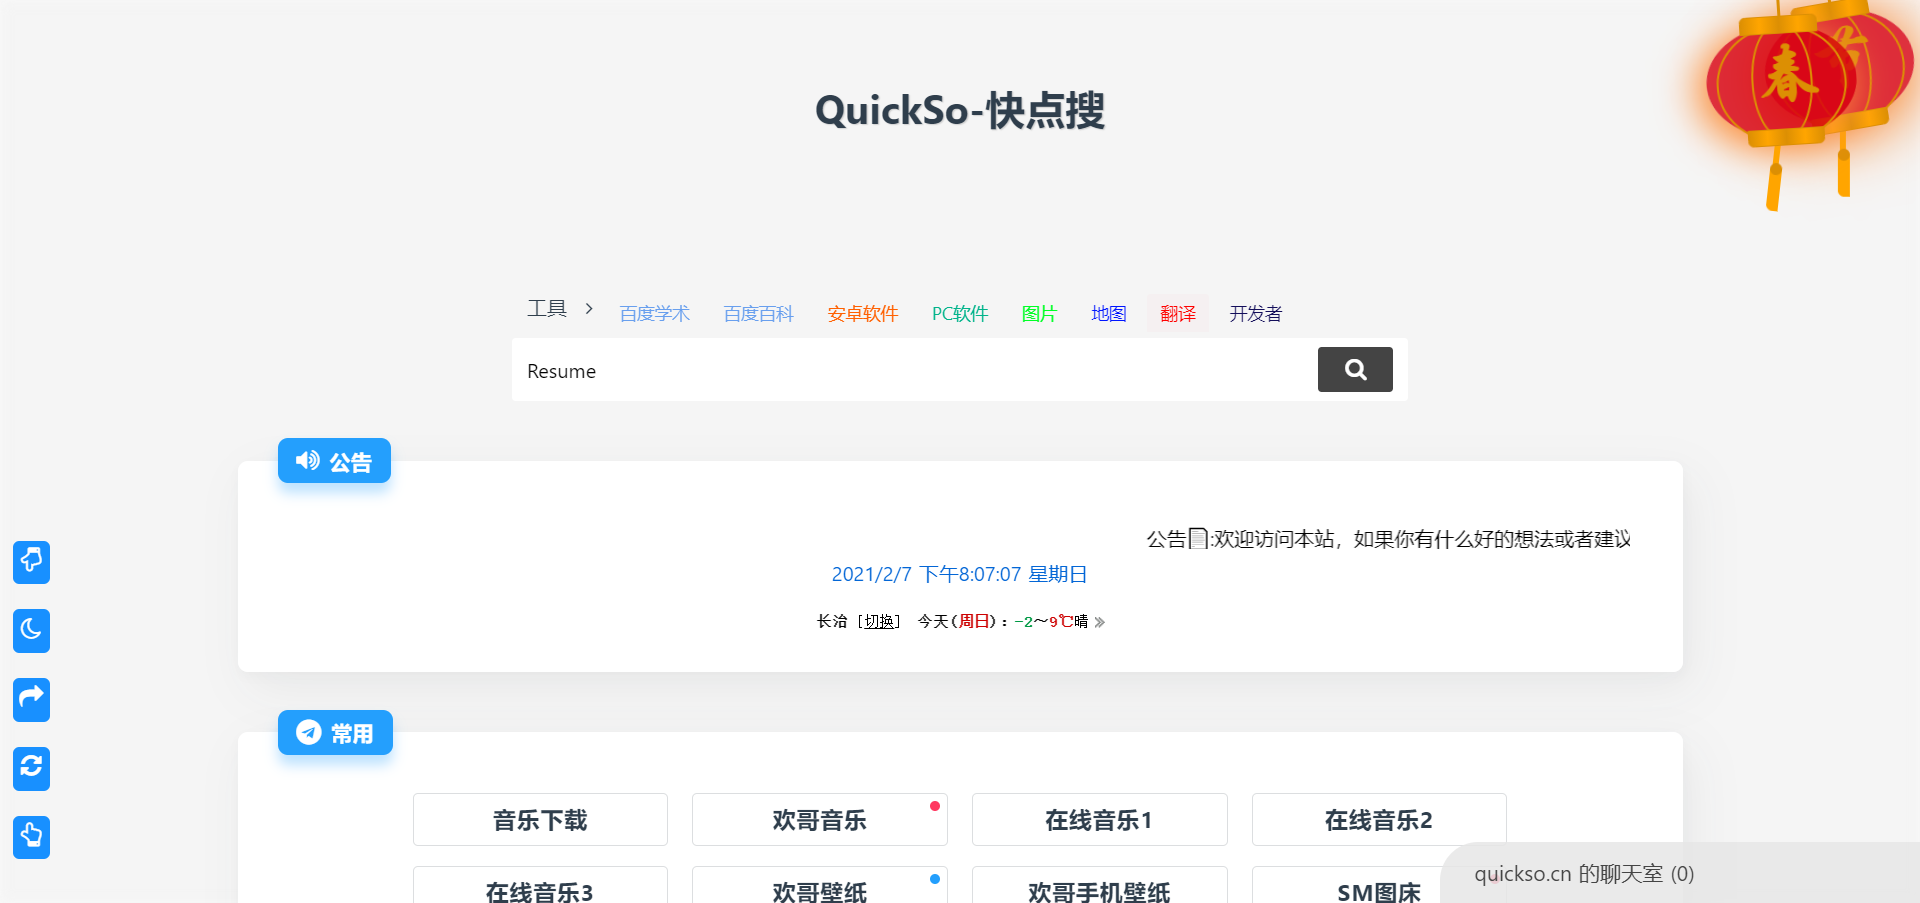 春
QuickSo-快点搜
工具 > 百度学术 百度百科 安卓软件 PC软件 图片 地图 翻译 开发者
Resume
公告
公告:欢迎访问本站，如果你有什么好的想法或者建议
2021/2/7 下午8:07:07 星期日
长治 [切换] 今天(周日)：-2～9℃晴 »
常用
音乐下载 欢哥音乐 在线音乐1 在线音乐2
在线音乐3 欢哥壁纸 欢哥手机壁纸 SM图床
quickso.cn 的聊天室 (0)